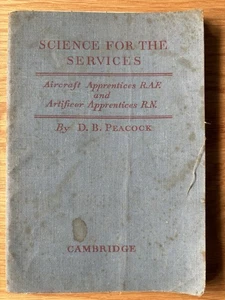 SCIENCE FOR THE
SERVICES
Aircraft Apprentices R.A.F.
and
Artificer Apprentices R.N.
By D. B. PEACOCK
CAMBRIDGE